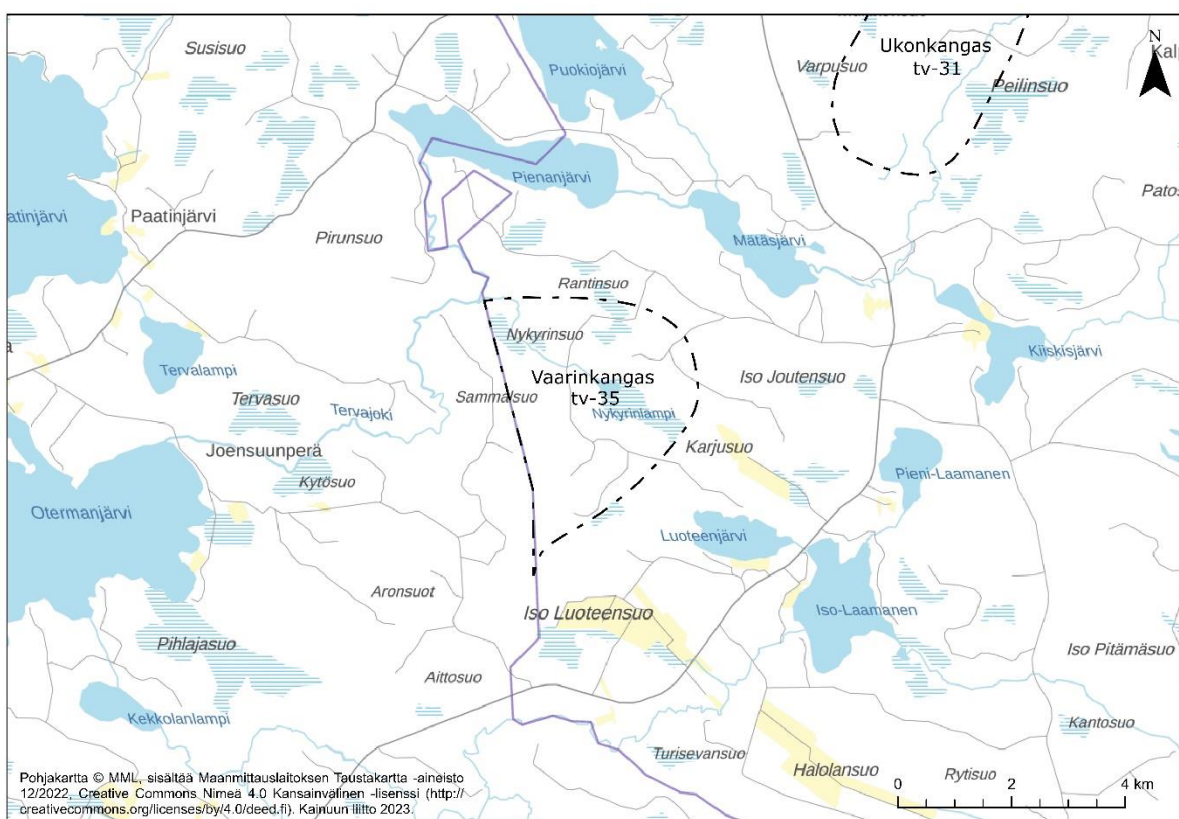 Susisuo
Puokiojärvi
Ukonkangas
tv-31
Varpusuo
Peilinsuo
N
Pienanjärvi
Paatinjärvi
Pirunsuo
Mätäsjärvi
Rantinsuo
Nykyrinsuo
Kiiskisjärvi
Tervalampi
Vaarinkangas
tv-35
Iso Joutensuo
Sammalsuo
Tervasuo
Tervajoki
Nykyrinlampi
Karjusuo
Joensuunperä
Kytösuo
Pieni-Laamanen
Otermanjärvi
Luoteenjärvi
Aronsuot
Iso Luoteensuo
Iso-Laamanen
Pihlajasuo
Iso Pitämäsuo
Aittosuo
Kekkolanlampi
Kantosuo
Turisevansuo
Halolansuo
Rytisuo
Pohjakartta © MML, sisältää Maanmittauslaitoksen Taustakartta -aineisto
12/2022, Creative Commons Nimeä 4.0 Kansainvälinen -lisenssi (http://
creativecommons.org/licenses/by/4.0/deed.fi). Kainuun liitto 2023.
0 2 4 km